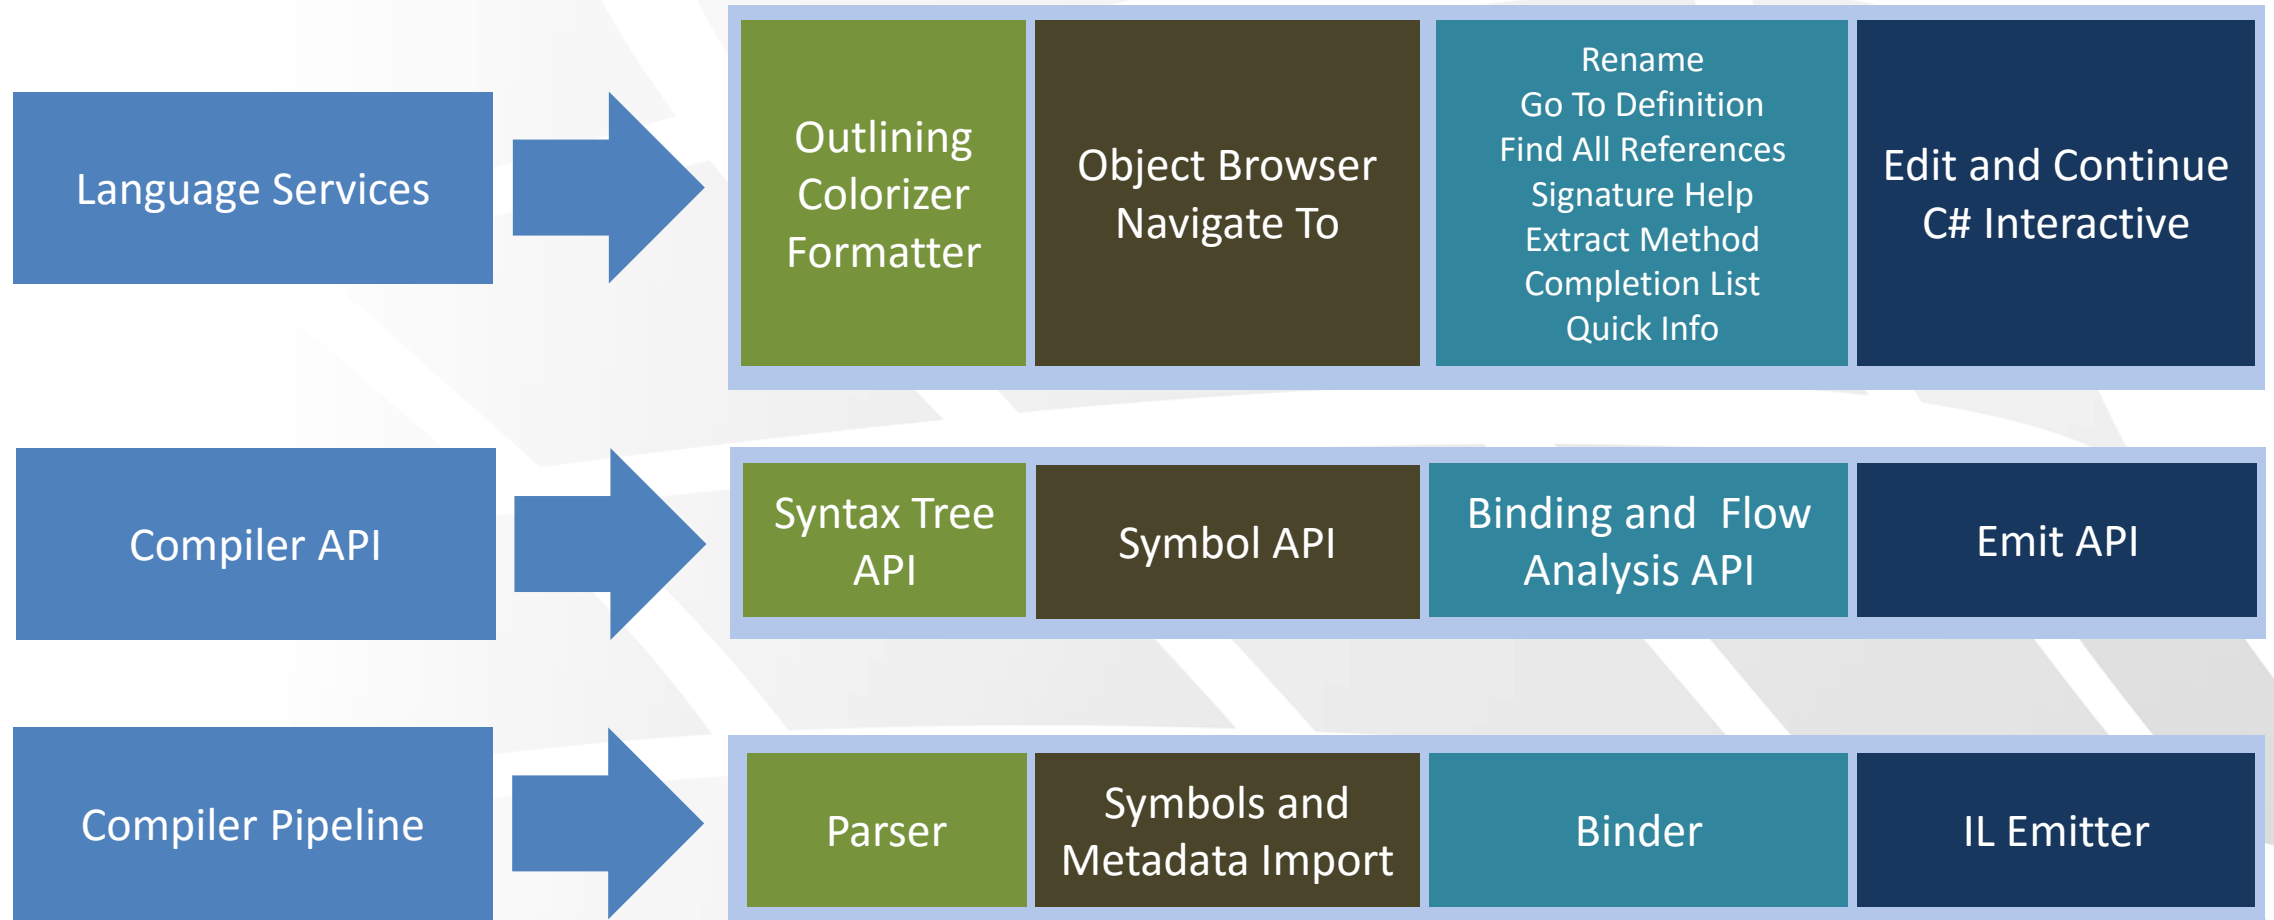 Language Services
Outlining
Colorizer
Formatter
Object Browser
Navigate To
Rename
Go To Definition
Find All References
Signature Help
Extract Method
Completion List
Quick Info
Edit and Continue
C# Interactive
Compiler API
Syntax Tree
API
Symbol API
Binding and  Flow
Analysis API
Emit API
Compiler Pipeline
Parser
Symbols and
Metadata Import
Binder
IL Emitter